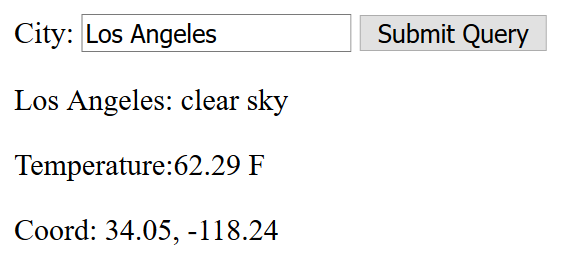 City: Los Angeles Submit Query
Los Angeles: clear sky
Temperature:62.29 F
Coord: 34.05, -118.24